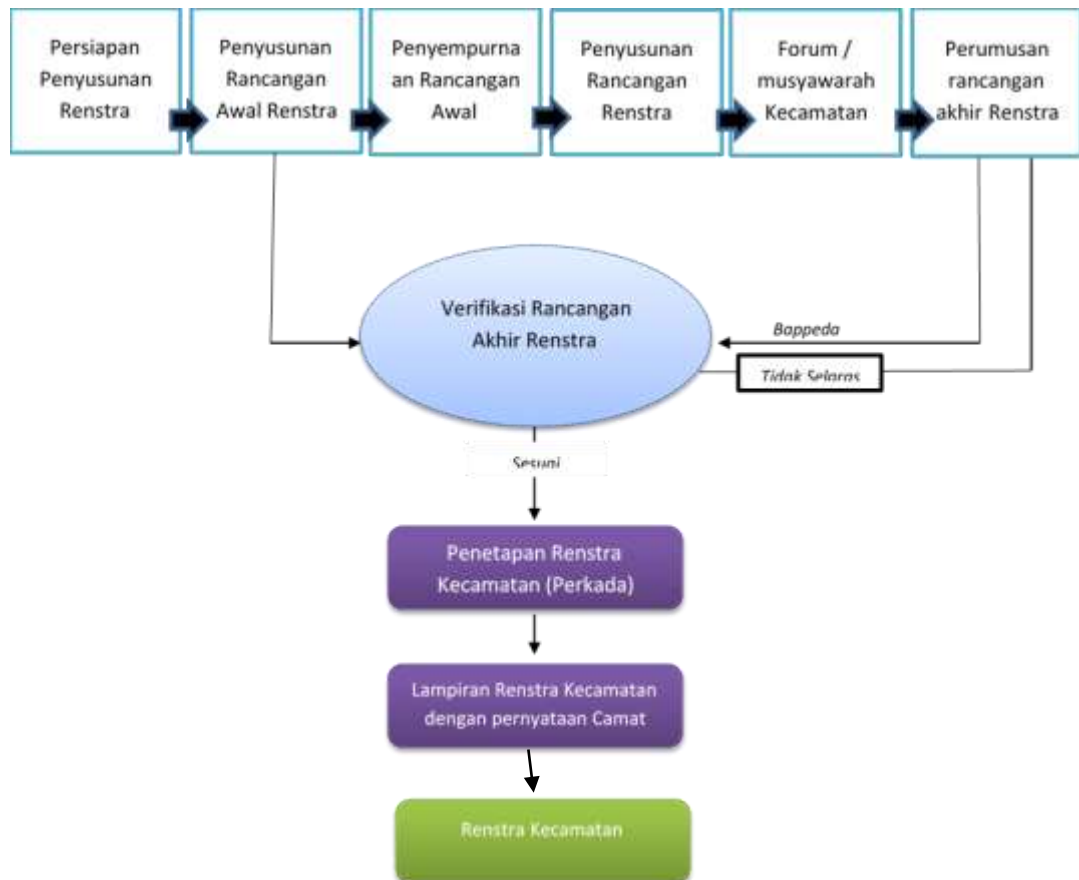 Persiapan
Penyusunan
Renstra
Penyusunan
Rancangan
Awal Renstra
Penyempurna
an Rancangan
Awal
Penyusunan
Rancangan
Renstra
Forum /
musyawarah
Kecamatan
Perumusan
rancangan
akhir Renstra
Verifikasi Rancangan
Akhir Renstra
Bappeda
Tidak Selaras
Sesuai
Penetapan Renstra
Kecamatan (Perkada)
Lampiran Renstra Kecamatan
dengan pernyataan Camat
Renstra Kecamatan